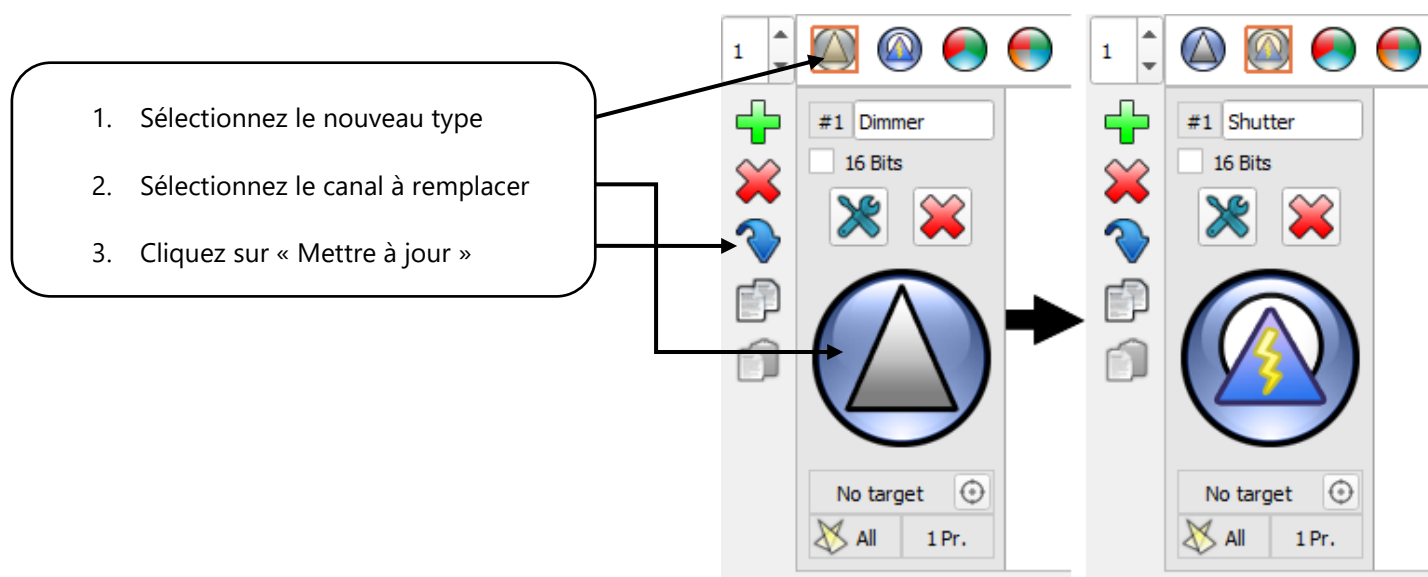 1. Sélectionnez le nouveau type
2. Sélectionnez le canal à remplacer
3. Cliquez sur « Mettre à jour »
1
#1 Dimmer
16 Bits
No target
All 1 Pr.
1
#1 Shutter
16 Bits
No target
All 1 Pr.